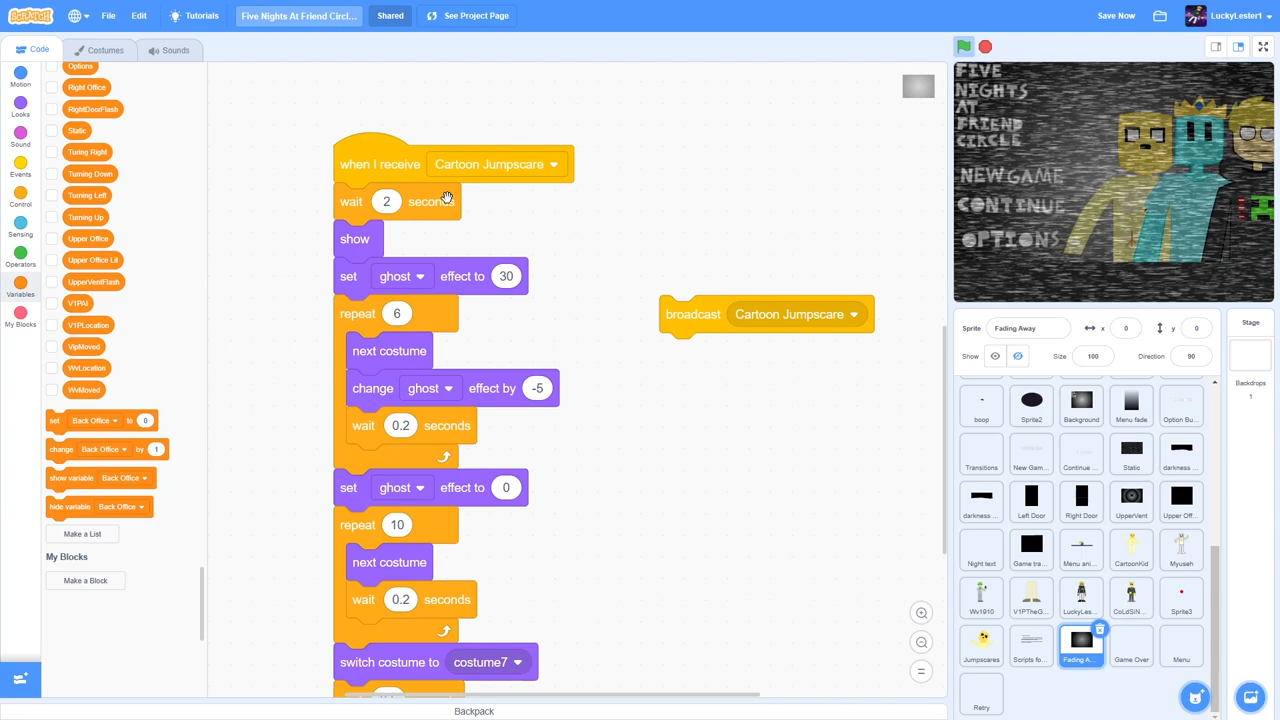 SCRATCH
File
Edit
Tutorials
Five Nights At Friend Circl...
Shared
See Project Page
Save Now
LuckyLester1
Code
Costumes
Sounds
Motion
Looks
Sound
Events
Control
Sensing
Operators
Variables
My Blocks
Options
Right Office
RightDoorFlash
Static
Turing Right
Turning Down
Turning Left
Turning Up
Upper Office
Upper Office Lit
UpperVentFlash
V1PAI
V1PLocation
VipMoved
WvLocation
WvMoved
set Back Office to 0
change Back Office by 1
show variable Back Office
hide variable Back Office
Make a List
My Blocks
Make a Block
when I receive Cartoon Jumpscare
wait 2 seconds
show
set ghost effect to 30
repeat 6
next costume
change ghost effect by -5
wait 0.2 seconds
set ghost effect to 0
repeat 10
next costume
wait 0.2 seconds
switch costume to costume7
broadcast Cartoon Jumpscare
Backpack
FIVE
NIGHTS
AT
FRIEND
CIRCLE
NEW GAME
CONTINUE
OPTIONS
Sprite Fading Away x 0 y 0
Show Size 100 Direction 90
Stage
Backdrops
1
boop
Sprite2
Background
Menu fade
Option Bu...
Transitions
New Gam...
Continue ...
Static
darkness ...
darkness ...
Left Door
Right Door
UpperVent
Upper Off...
Night text
Game tra...
Menu ani...
CartoonKid
Myuseh
Wv1910
V1PTheG...
LuckyLes...
CoLdSiN...
Sprite3
Jumpscares
Scripts fo...
Fading A...
Game Over
Menu
Retry